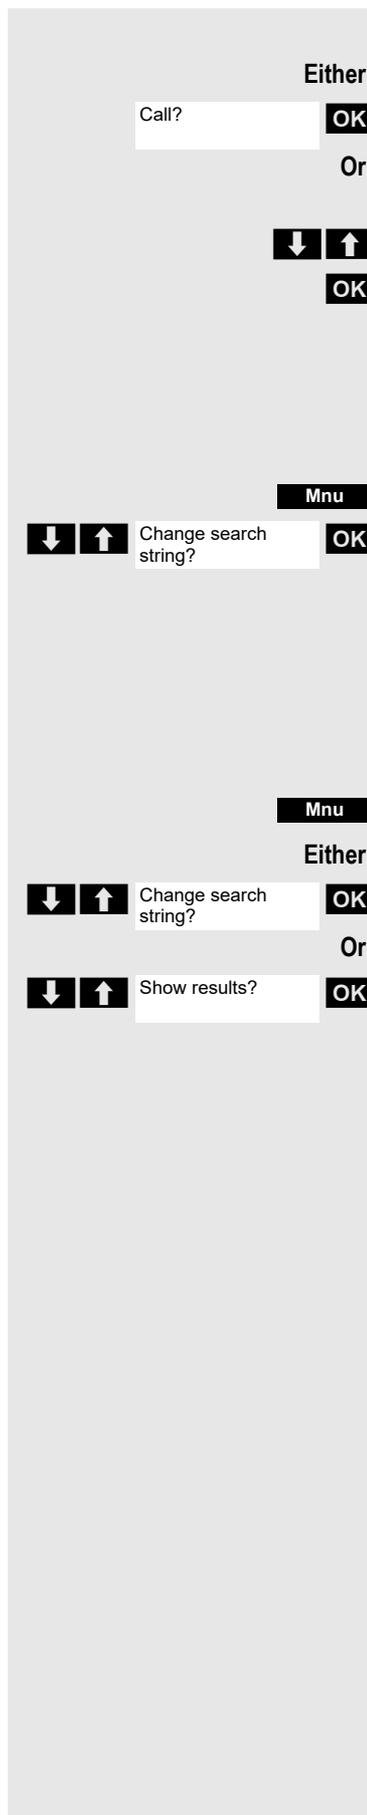 Either
Call? OK
Or
OK
Mnu
Change search OK
string?
Mnu
Either
Change search OK
string?
Or
Show results? OK